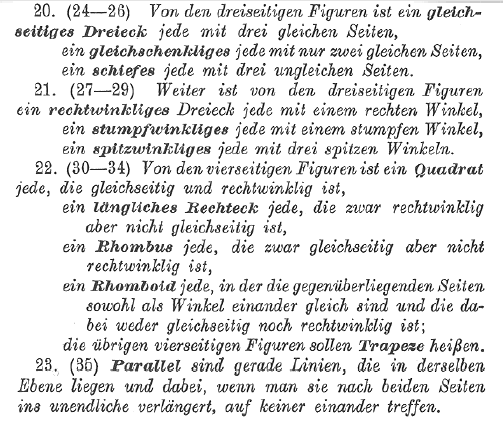 20. (24—26) Von den dreiseitigen Figuren ist ein gleich-
seitiges Dreieck jede mit drei gleichen Seiten,
ein gleichschenkliges jede mit nur zwei gleichen Seiten,
ein schiefes jede mit drei ungleichen Seiten.
21. (27—29) Weiter ist von den dreiseitigen Figuren
ein rechtwinkliges Dreieck jede mit einem rechten Winkel,
ein stumpfwinkliges jede mit einem stumpfen Winkel,
ein spitzwinkliges jede mit drei spitzen Winkeln.
22. (30—34) Von den vierseitigen Figuren ist ein Quadrat
jede, die gleichseitig und rechtwinklig ist,
ein längliches Rechteck jede, die zwar rechtwinklig
aber nicht gleichseitig ist,
ein Rhombus jede, die zwar gleichseitig aber nicht
rechtwinklig ist,
ein Rhomboid jede, in der die gegenüberliegenden Seiten
sowohl als Winkel einander gleich sind und die da-
bei weder gleichseitig noch rechtwinklig ist;
die übrigen vierseitigen Figuren sollen Trapeze heißen.
23. (35) Parallel sind gerade Linien, die in derselben
Ebene liegen und dabei, wenn man sie nach beiden Seiten
ins unendliche verlängert, auf keiner einander treffen.